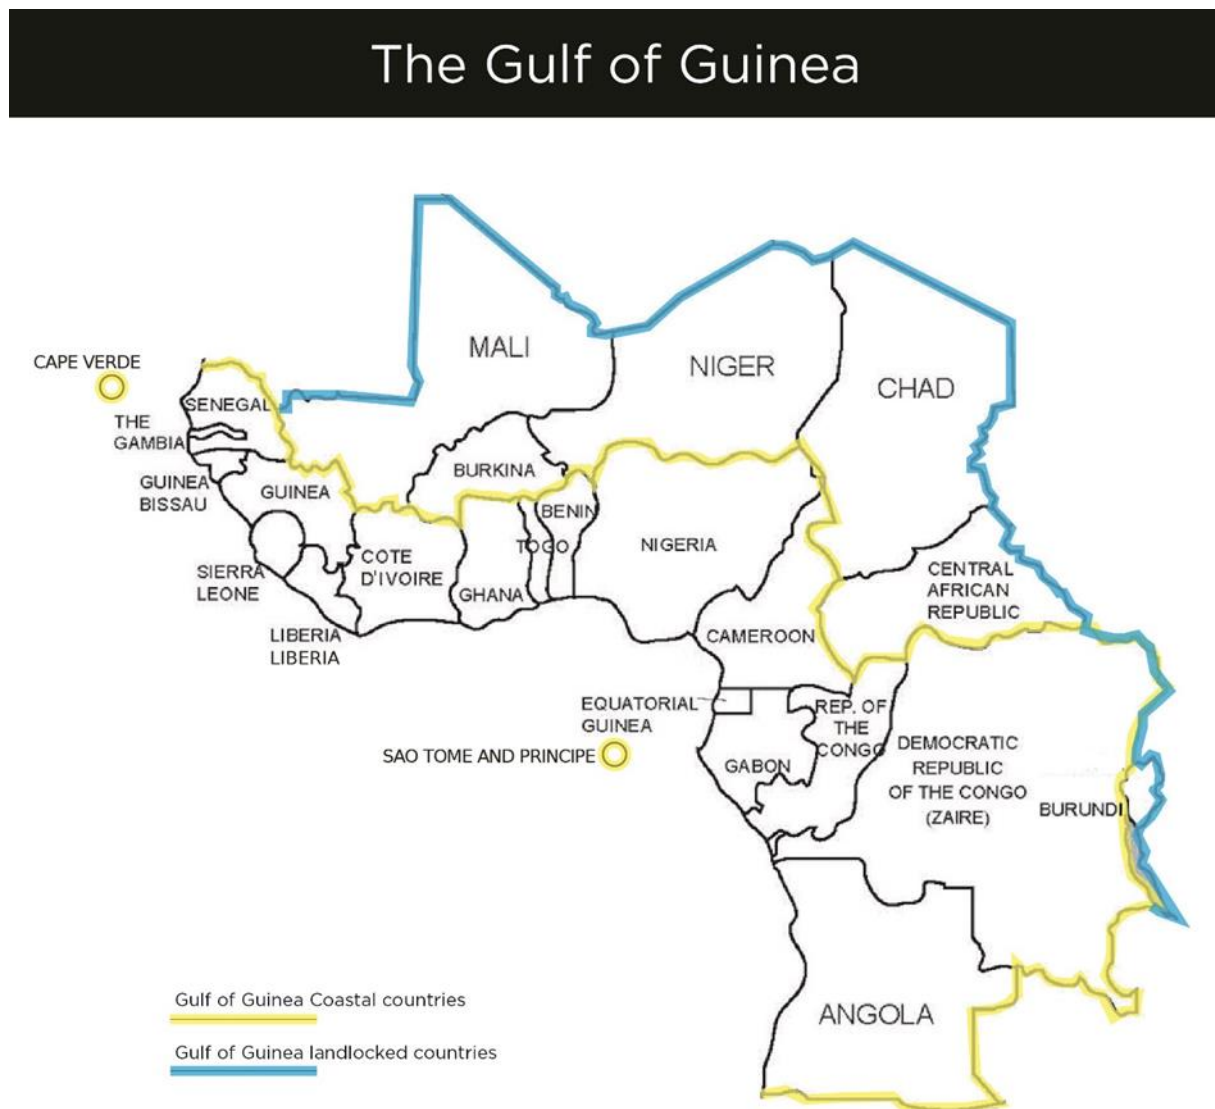 The Gulf of Guinea
MALI
NIGER
CHAD
CAPE VERDE
SENEGAL
THE
GAMBIA
GUINEA
BISSAU
GUINEA
BURKINA
BENIN
TOGO
NIGERIA
COTE
D'IVOIRE
GHANA
SIERRA
LEONE
LIBERIA
LIBERIA
CENTRAL
AFRICAN
REPUBLIC
CAMEROON
EQUATORIAL
GUINEA
SAO TOME AND PRINCIPE
GABON
REP. OF
THE
CONGO
DEMOCRATIC
REPUBLIC
OF THE CONGO
(ZAIRE)
BURUNDI
ANGOLA
Gulf of Guinea Coastal countries
Gulf of Guinea landlocked countries